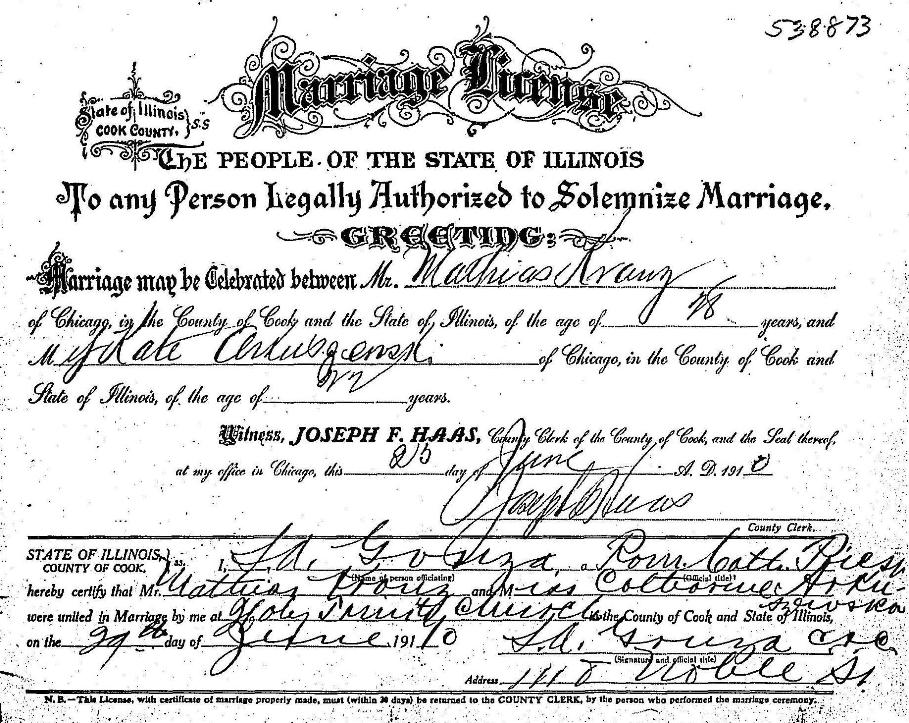 538873
Marriage License
State of Illinois
COOK COUNTY. } S.S
THE PEOPLE OF THE STATE OF ILLINOIS
To any Person Legally Authorized to Solemnize Marriage.
GREETING:
Marriage may be Celebrated between Mr. Mathias Kranz
of Chicago, in the County of Cook and the State of Illinois, of the age of 28 years, and
M Kate of Chicago, in the County of Cook and
State of Illinois, of the age of years.
Witness, JOSEPH F. HAAS, County Clerk of the County of Cook, and the Seal thereof,
at my office in Chicago, this 25 day of June A. D. 1910
Joseph F Haas
County Clerk.
STATE OF ILLINOIS, } ss. I, a Rom. Cath. Priest
COUNTY OF COOK,
(Name of person officiating) (Official title)
hereby certify that Mr. Mathias Kranz and Miss
were united in Marriage by me at Holy Trinity Church in the County of Cook and State of Illinois,
on the 29th day of June 1910
(Signature and official title)
Address 1118 Noble St
N. B.—This License, with certificate of marriage properly made, must (within 30 days) be returned to the COUNTY CLERK, by the person who performed the marriage ceremony.